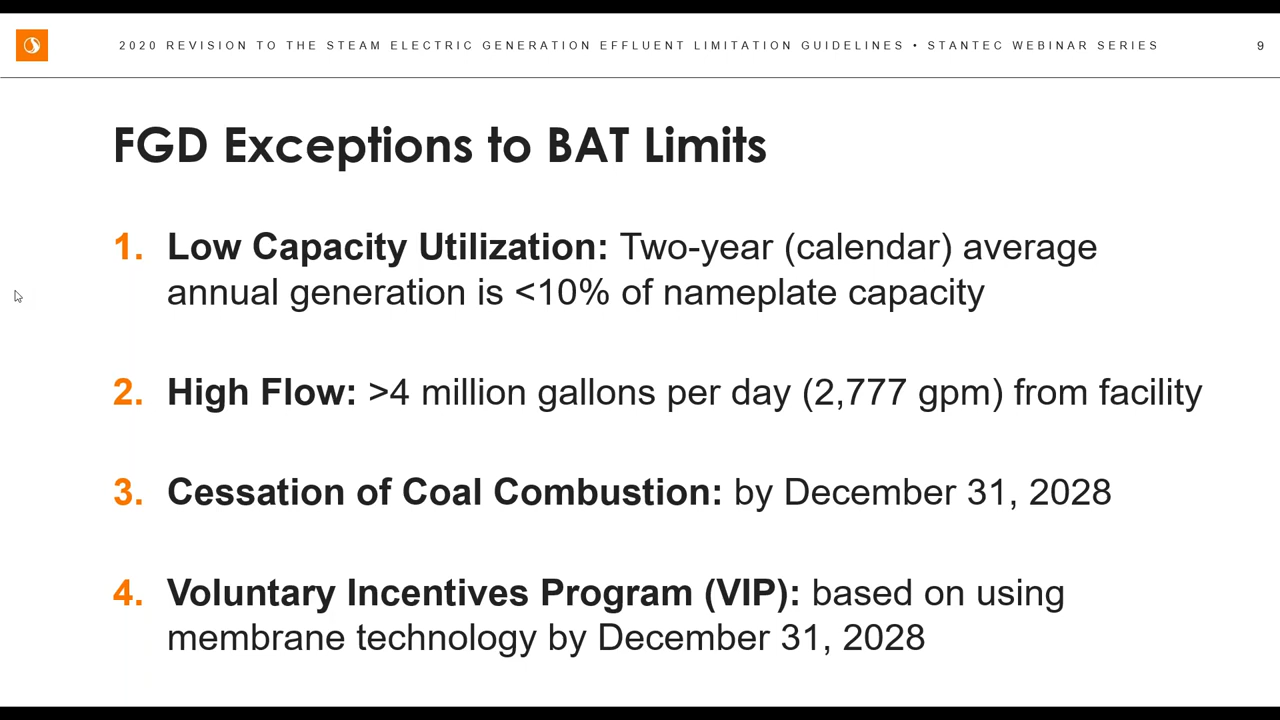 2020 REVISION TO THE STEAM ELECTRIC GENERATION EFFLUENT LIMITATION GUIDELINES • STANTEC WEBINAR SERIES 9
FGD Exceptions to BAT Limits
1. Low Capacity Utilization: Two-year (calendar) average
annual generation is <10% of nameplate capacity
2. High Flow: >4 million gallons per day (2,777 gpm) from facility
3. Cessation of Coal Combustion: by December 31, 2028
4. Voluntary Incentives Program (VIP): based on using
membrane technology by December 31, 2028